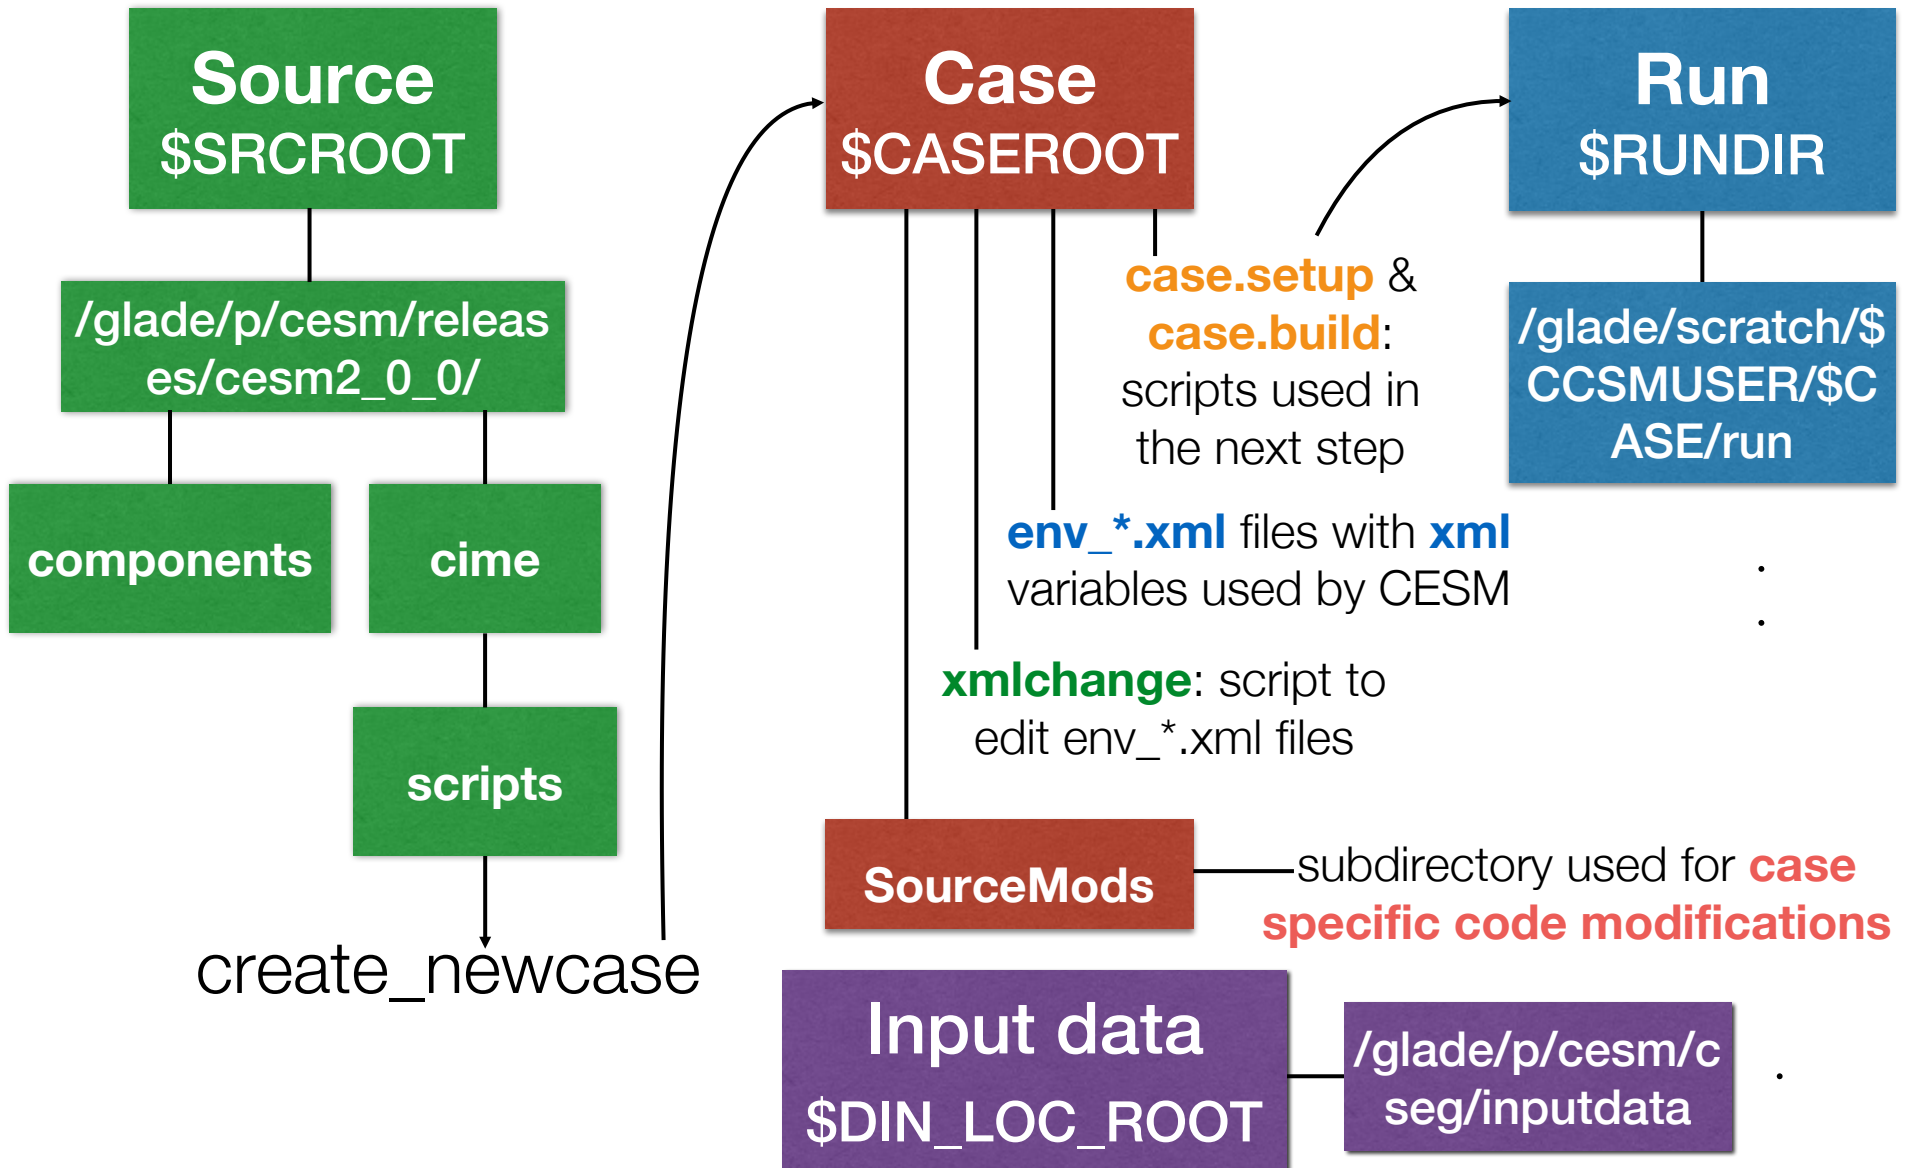 Source
$SRCROOT
/glade/p/cesm/releas
es/cesm2_0_0/
components
cime
scripts
create_newcase
Case
$CASEROOT
case.setup &
case.build:
scripts used in
the next step
env_*.xml files with xml
variables used by CESM
xmlchange: script to
edit env_*.xml files
SourceMods
subdirectory used for case
specific code modifications
Run
$RUNDIR
/glade/scratch/$
CCSMUSER/$C
ASE/run
.
.
Input data
$DIN_LOC_ROOT
/glade/p/cesm/c
seg/inputdata
.